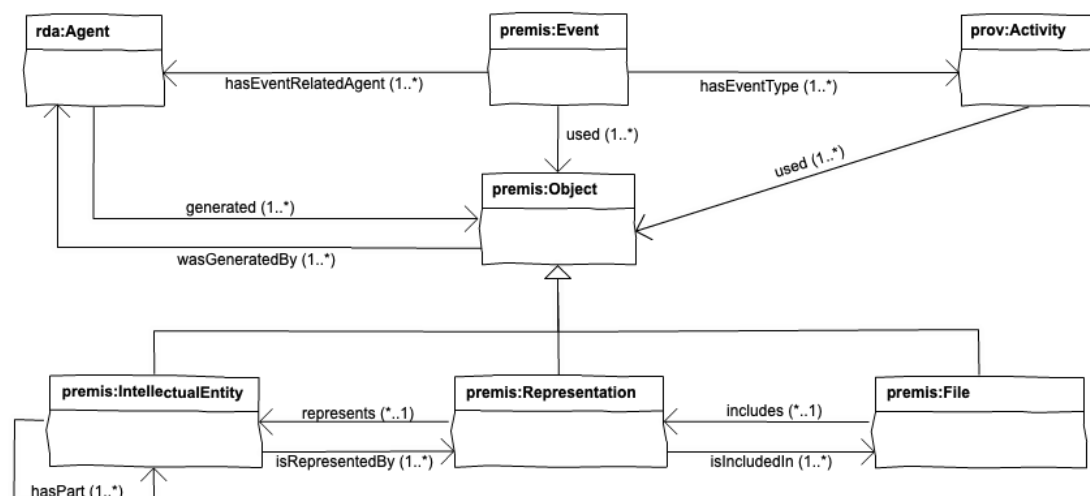 rda:Agent
premis:Event
prov:Activity
hasEventRelatedAgent (1..*)
hasEventType (1..*)
used (1..*)
used (1..*)
premis:Object
generated (1..*)
wasGeneratedBy (1..*)
premis:IntellectualEntity
premis:Representation
premis:File
represents (*..1)
includes (*..1)
isRepresentedBy (1..*)
isIncludedIn (1..*)
hasPart (1..*)